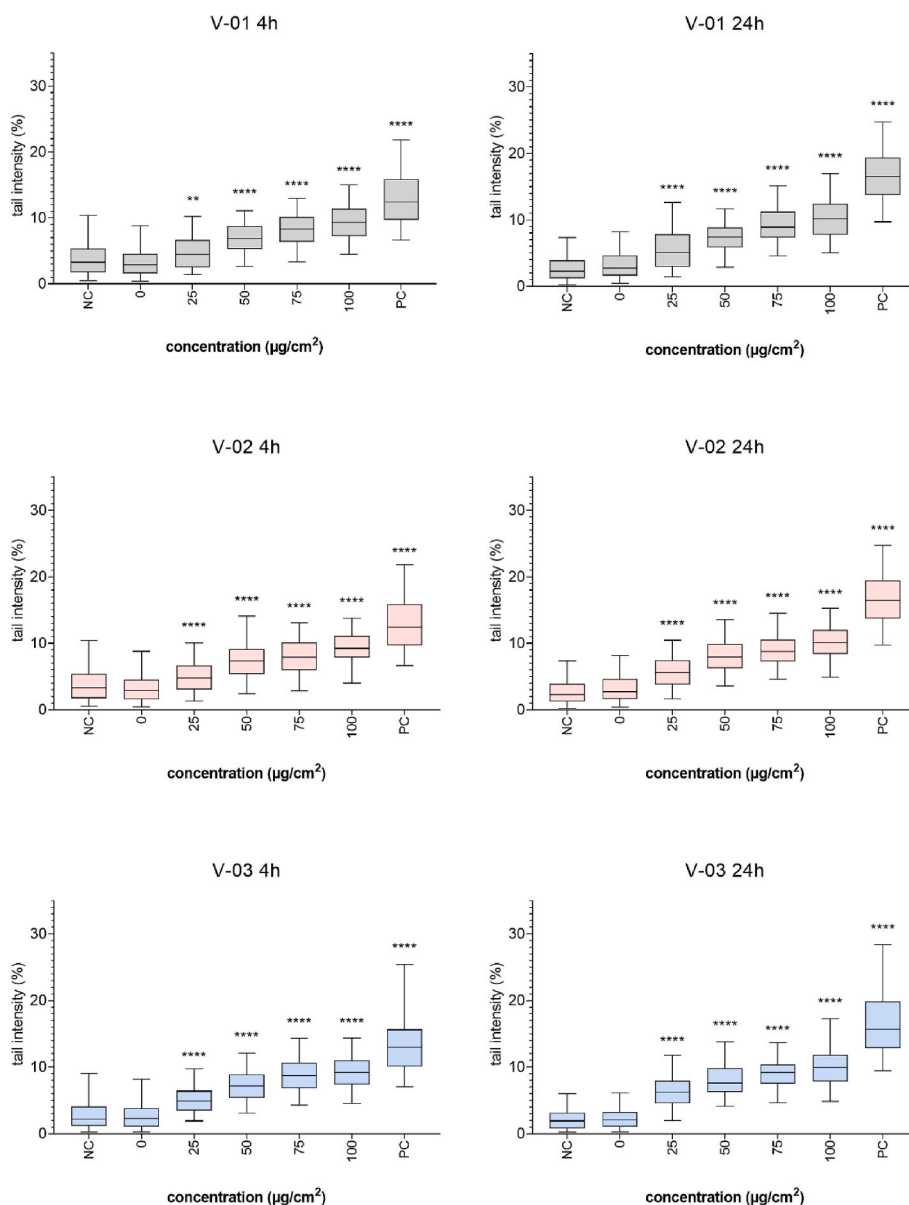 V-01 4h
tail intensity (%)
30
20
10
0
**
****
****
****
****
NC
0
25
50
75
100
PC
concentration (µg/cm²)
V-01 24h
tail intensity (%)
30
20
10
0
****
****
****
****
****
NC
0
25
50
75
100
PC
concentration (µg/cm²)
V-02 4h
tail intensity (%)
30
20
10
0
****
****
****
****
****
NC
0
25
50
75
100
PC
concentration (µg/cm²)
V-02 24h
tail intensity (%)
30
20
10
0
****
****
****
****
****
NC
0
25
50
75
100
PC
concentration (µg/cm²)
V-03 4h
tail intensity (%)
30
20
10
0
****
****
****
****
****
NC
0
25
50
75
100
PC
concentration (µg/cm²)
V-03 24h
tail intensity (%)
30
20
10
0
****
****
****
****
****
NC
0
25
50
75
100
PC
concentration (µg/cm²)